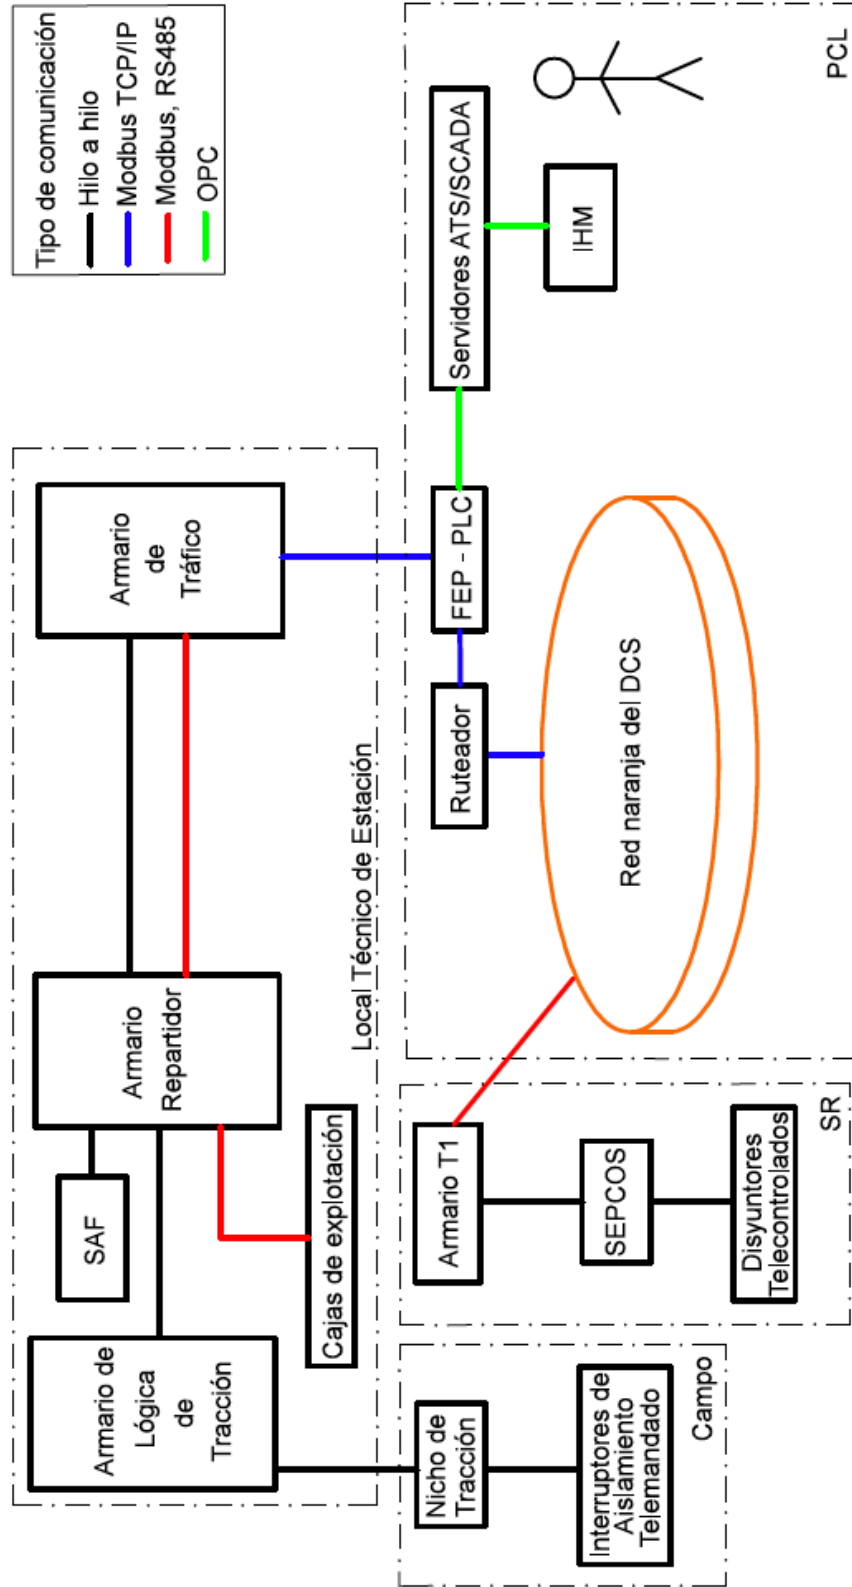 Tipo de comunicación
Hilo a hilo
Modbus TCP/IP
Modbus, RS485
OPC
Armario de
Lógica
de
Tracción
SAF
Armario
Repartidor
Armario
de
Tráfico
Cajas de explotación
Local Técnico de Estación
Nicho de
Tracción
Interruptores de
Aislamiento
Telemandado
Campo
Armario T1
SEPCOS
Disyuntores
Telecontrolados
SR
Ruteador
FEP - PLC
Servidores ATS/SCADA
IHM
Red naranja del DCS
PCL